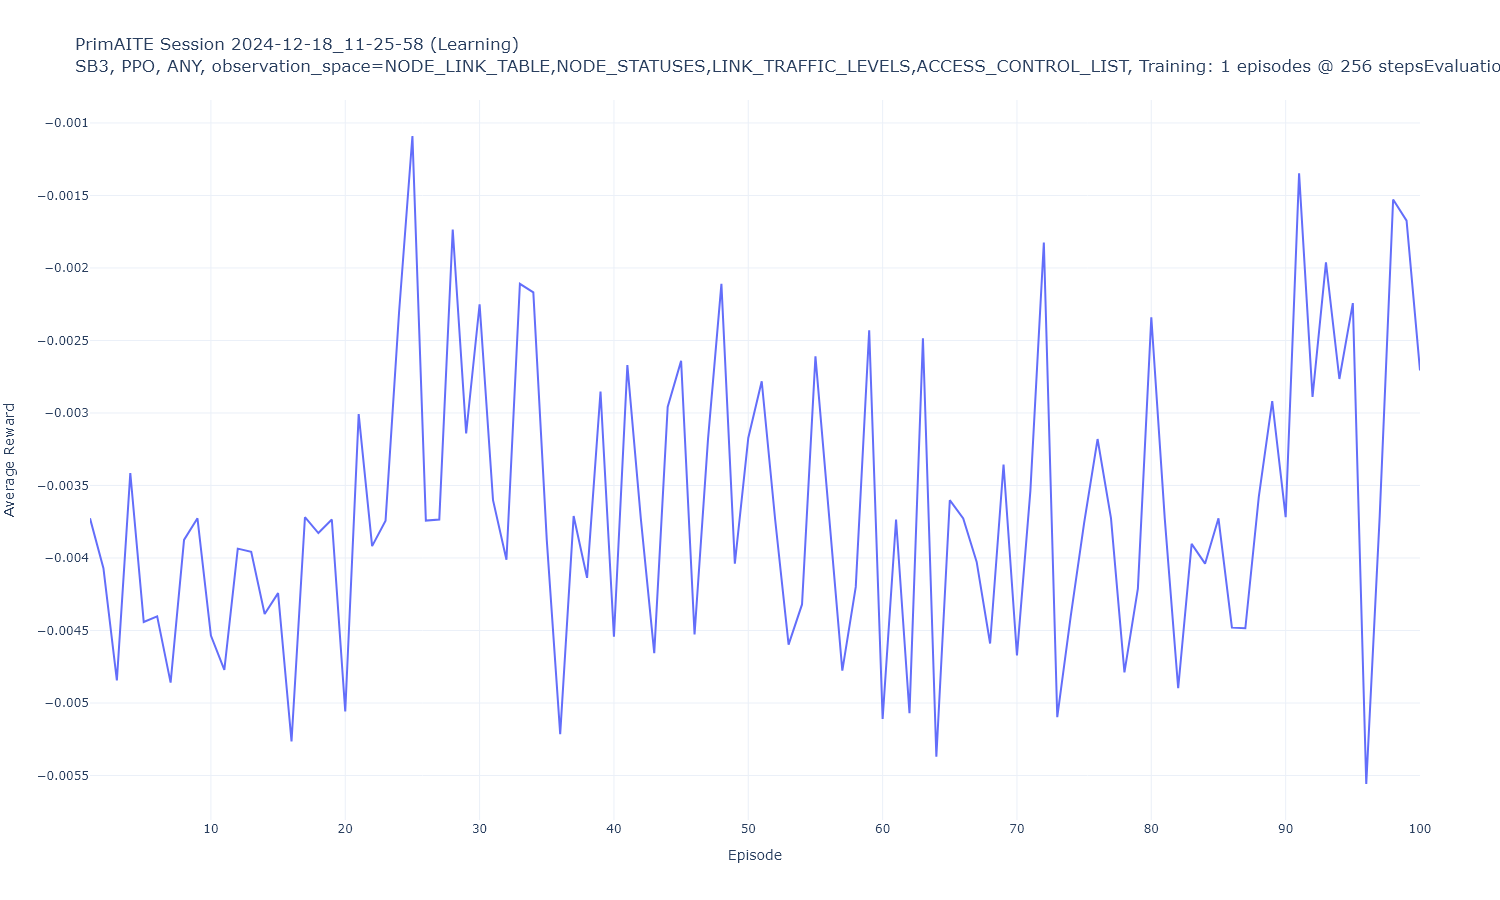 PrimAITE Session 2024-12-18_11-25-58 (Learning)
SB3, PPO, ANY, observation_space=NODE_LINK_TABLE,NODE_STATUSES,LINK_TRAFFIC_LEVELS,ACCESS_CONTROL_LIST, Training: 1 episodes @ 256 stepsEvaluatio
−0.001
−0.0015
−0.002
−0.0025
−0.003
−0.0035
−0.004
−0.0045
−0.005
−0.0055
Average Reward
10 20 30 40 50 60 70 80 90 100
Episode